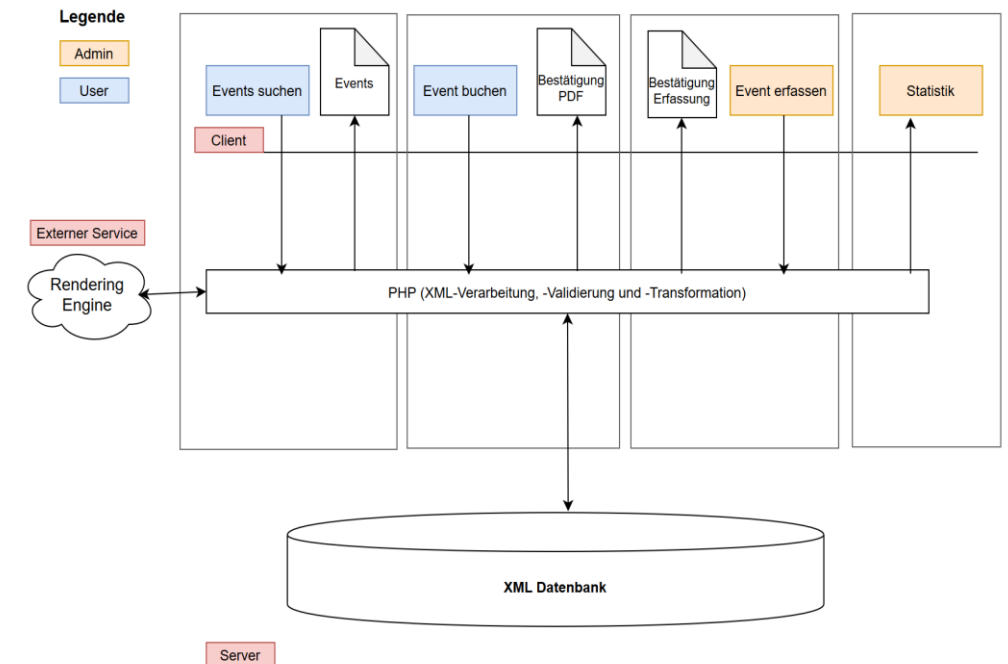 Legende
Admin
User
Events suchen
Events
Event buchen
Bestätigung
PDF
Bestätigung
Erfassung
Event erfassen
Statistik
Client
Externer Service
Rendering
Engine
PHP (XML-Verarbeitung, -Validierung und -Transformation)
XML Datenbank
Server